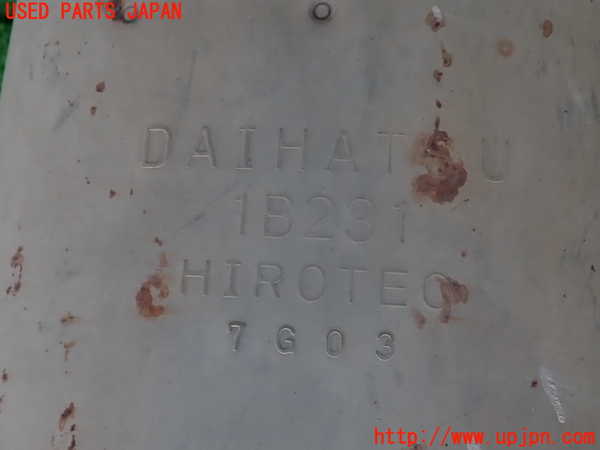 USED PARTS JAPAN
DAIHATSU
1B231
HIROTEC
7G03
http://www.upjpn.com